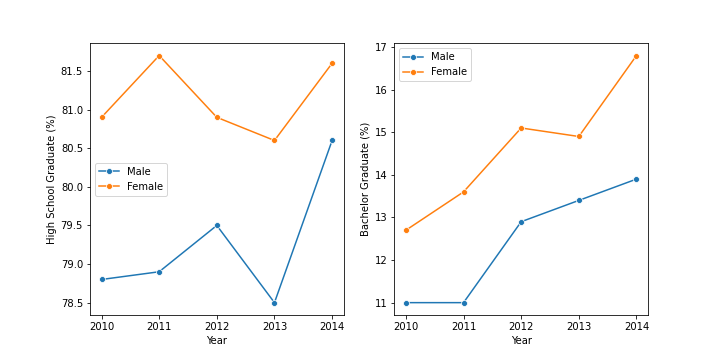 81.5
81.0
80.5
80.0
79.5
79.0
78.5
High School Graduate (%)
Male
Female
2010 2011 2012 2013 2014
Year
17
16
15
14
13
12
11
Bachelor Graduate (%)
Male
Female
2010 2011 2012 2013 2014
Year